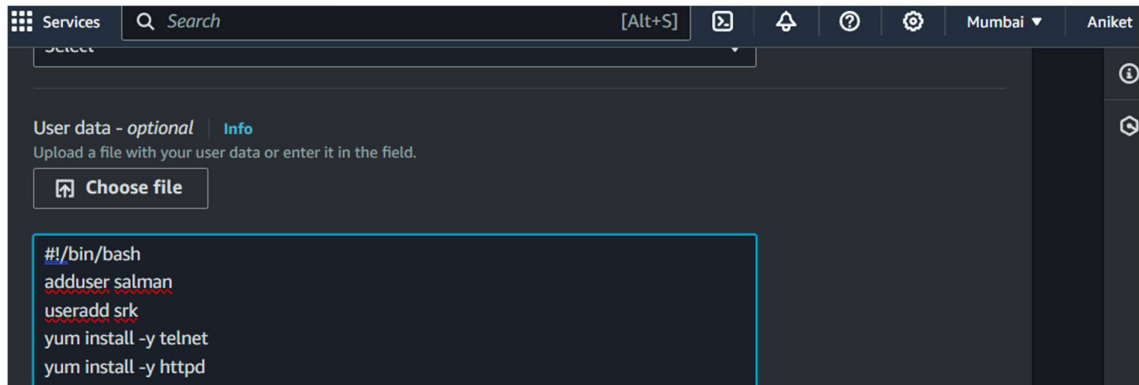 Services Search [Alt+S] Mumbai Aniket
Select
User data - optional Info
Upload a file with your user data or enter it in the field.
Choose file
#!/bin/bash
adduser salman
useradd srk
yum install -y telnet
yum install -y httpd